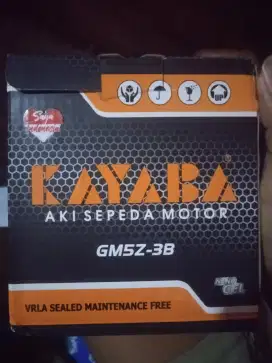 Saya
Indonesia
KAYABA®
AKI SEPEDA MOTOR
GM5Z-3B
VRLA SEALED MAINTENANCE FREE